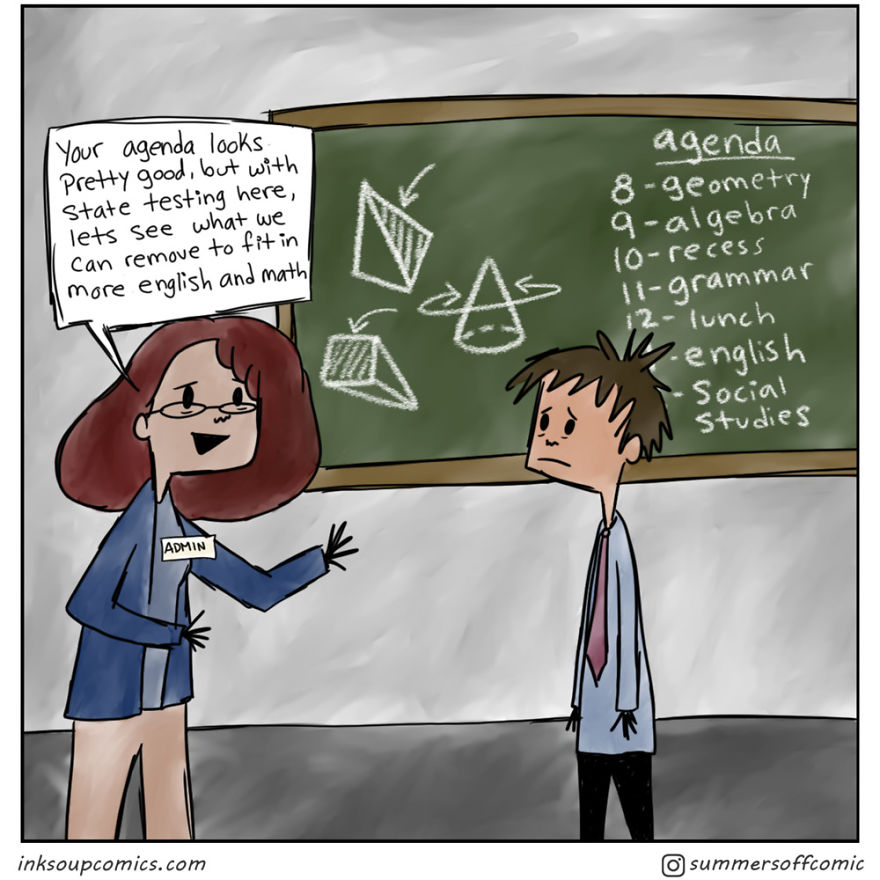 Your agenda looks
Pretty good, but with
State testing here,
lets see what we
can remove to fit in
more english and math
agenda
8-geometry
9-algebra
10-recess
11-grammar
12-lunch
-english
-Social
Studies
ADMIN
inksoupcomics.com
summersoffcomic